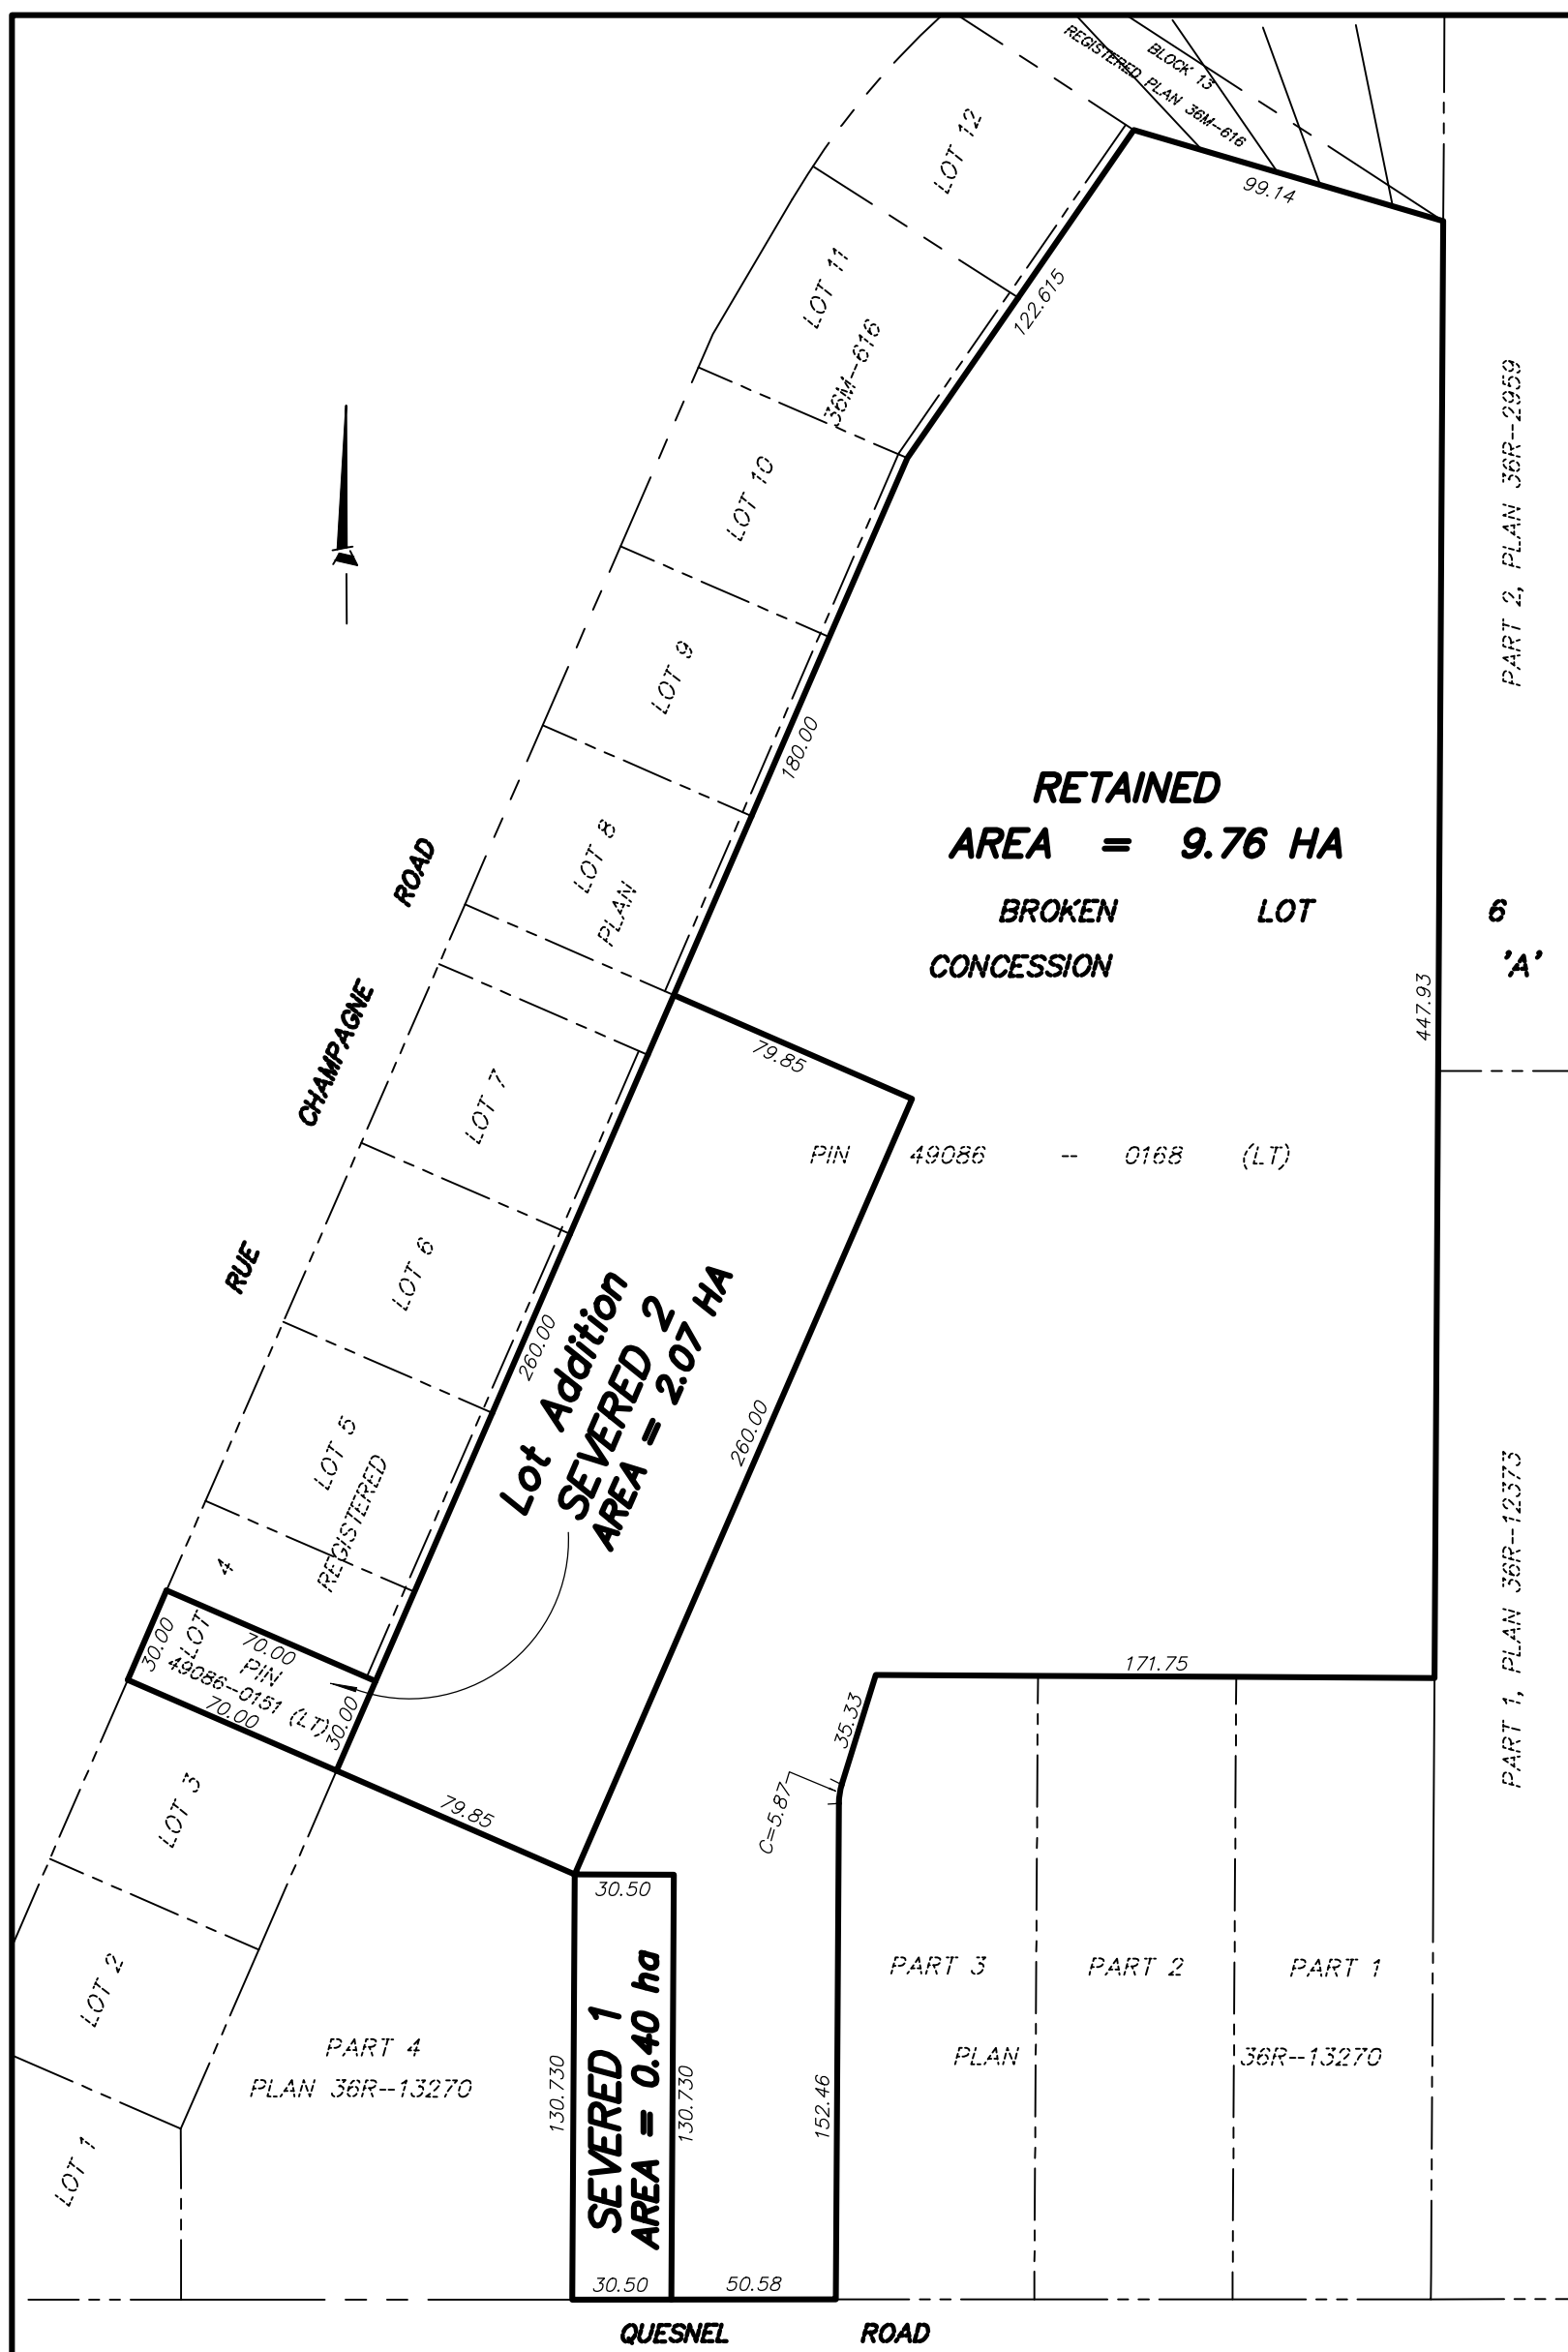 BLOCK 13
REGISTERED PLAN 36M-616
99.14
LOT 12
LOT 11
36M--616
122.615
LOT 10
LOT 9
180.00
LOT 8
PLAN
PART 2, PLAN 36R--2959
RETAINED
AREA = 9.76 HA
BROKEN LOT 6
CONCESSION 'A'
447.93
RUE CHAMPAGNE ROAD
79.85
LOT 7
PIN 49086 -- 0168 (LT)
LOT 6
260.00
Lot Addition
SEVERED 2
AREA = 2.07 HA
260.00
LOT 5
REGISTERED
LOT 4
30.00
70.00
PIN
49086--0151 (LT)
70.00
30.00
PART 1, PLAN 36R--12373
171.75
35.33
C=5.87
LOT 3
79.85
30.50
LOT 2
PART 4
PLAN 36R--13270
130.730
SEVERED 1
AREA = 0.40 ha
130.730
152.46
PART 3
PART 2
PART 1
PLAN 36R--13270
LOT 1
30.50
50.58
QUESNEL ROAD